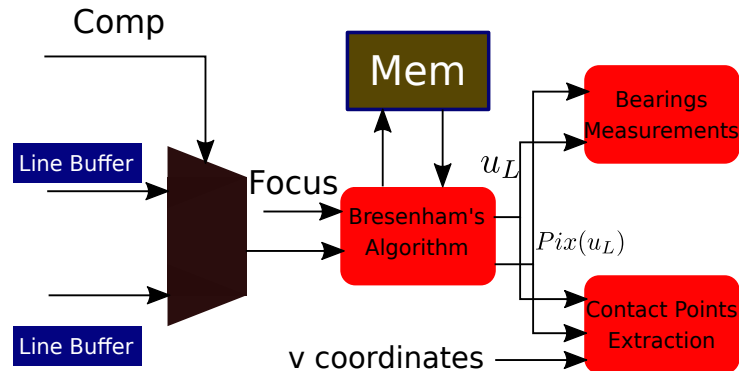 Comp
Mem
Line Buffer
Focus
Bresenham's
Algorithm
u_L
Pix(u_L)
Bearings
Measurements
Contact Points
Extraction
Line Buffer
v coordinates